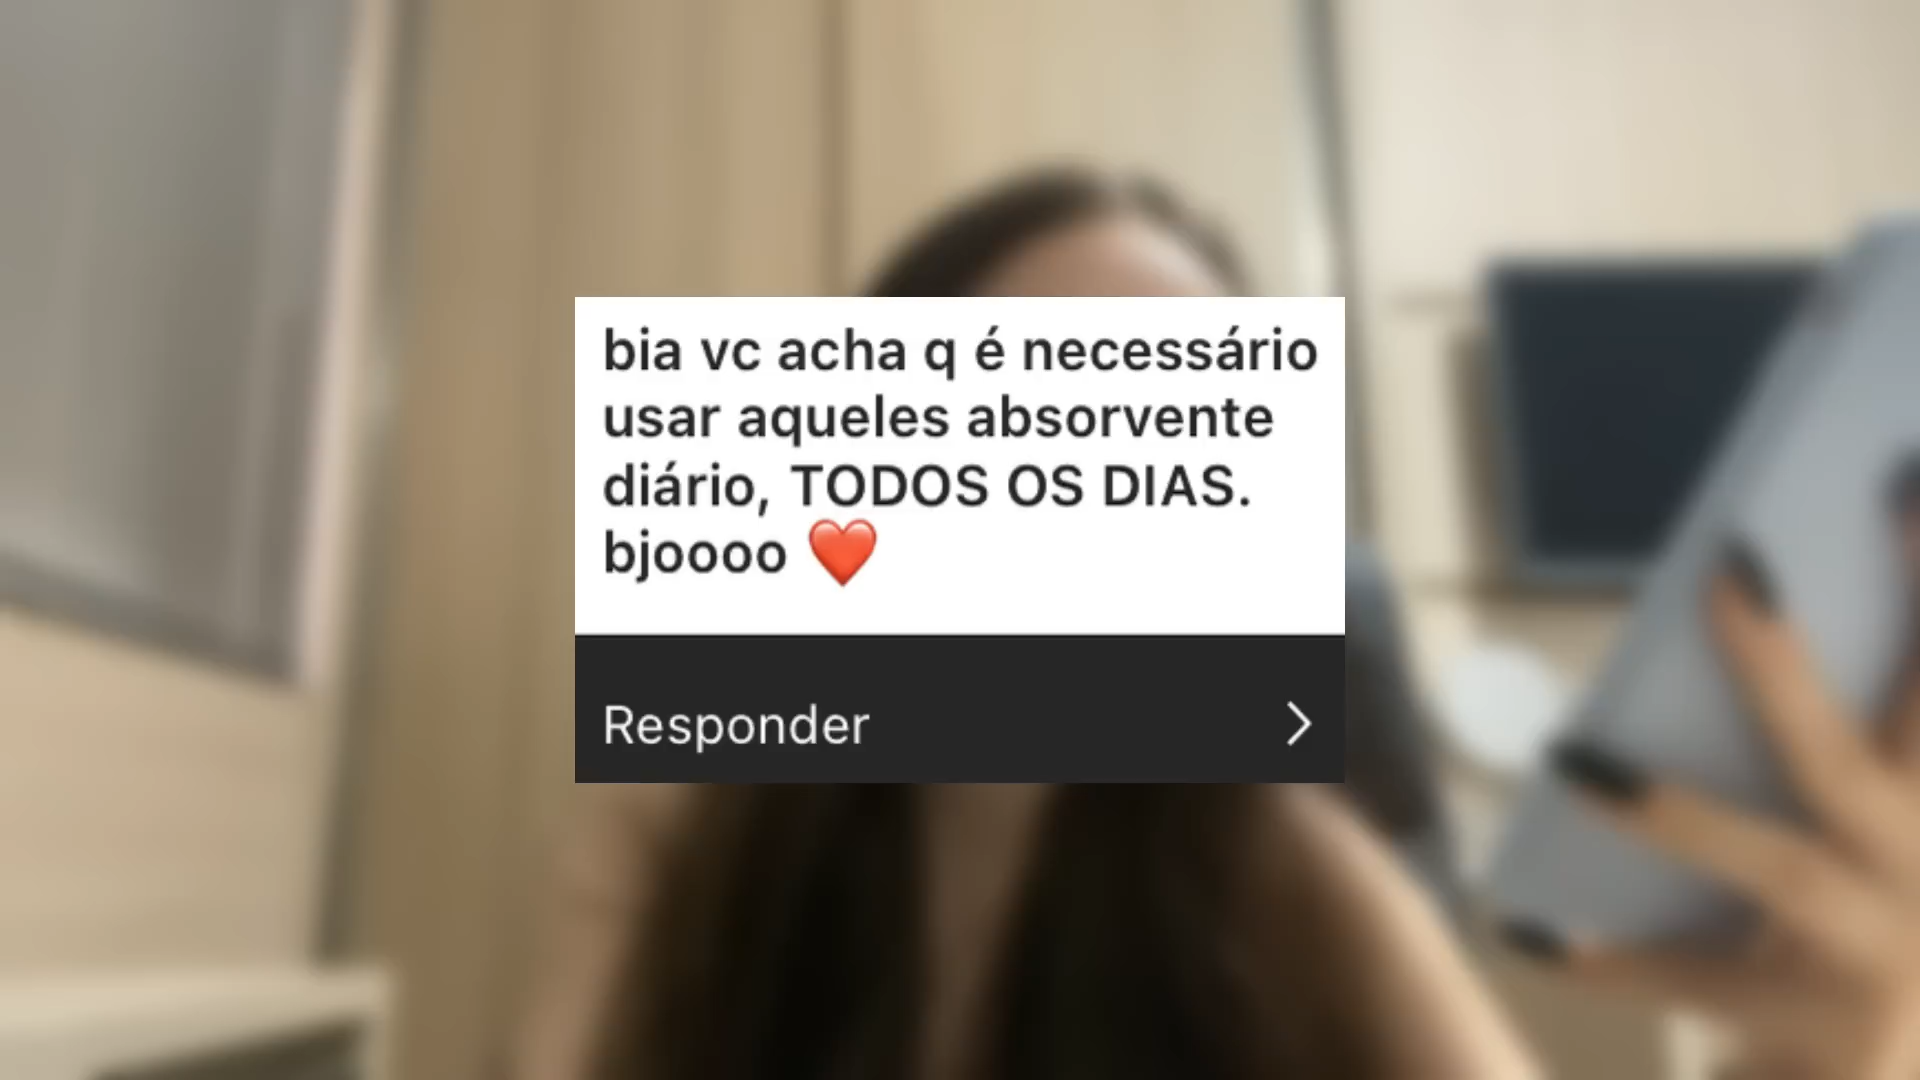 bia vc acha q é necessário
usar aqueles absorvente
diário, TODOS OS DIAS.
bjoooo ❤️
Responder